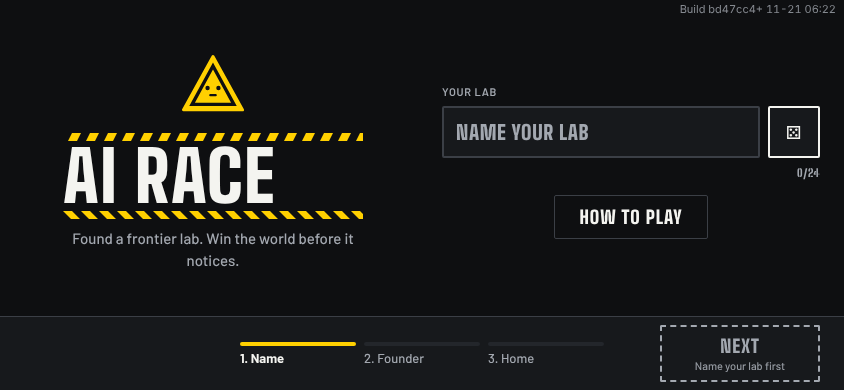 Build bd47cc4+ 11-21 06:22
AI RACE
Found a frontier lab. Win the world before it
notices.
YOUR LAB
NAME YOUR LAB
0/24
HOW TO PLAY
1. Name
2. Founder
3. Home
NEXT
Name your lab first